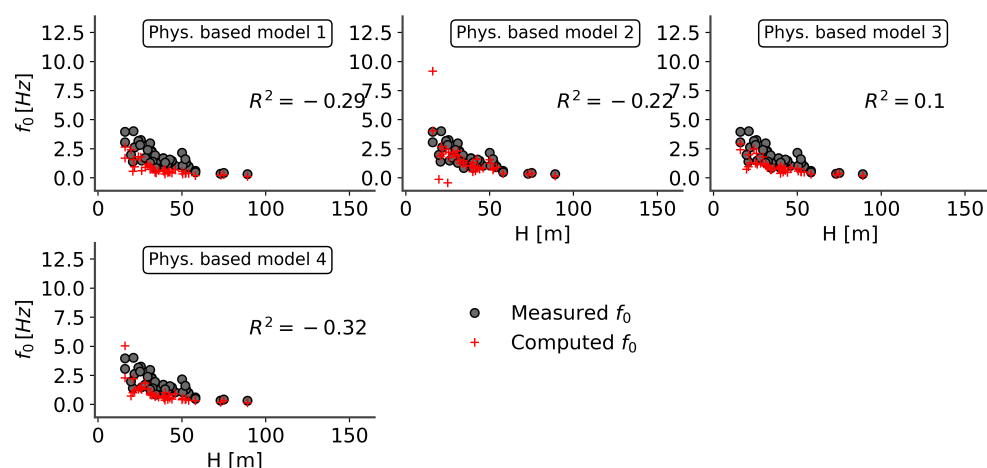 Phys. based model 1
R² = −0.29
f₀ [Hz]
12.5
10.0
7.5
5.0
2.5
0.0
0
50
100
150
Phys. based model 2
R² = −0.22
12.5
10.0
7.5
5.0
2.5
0.0
0
50
100
150
H [m]
Phys. based model 3
R² = 0.1
12.5
10.0
7.5
5.0
2.5
0.0
0
50
100
150
H [m]
Phys. based model 4
R² = −0.32
f₀ [Hz]
12.5
10.0
7.5
5.0
2.5
0.0
0
50
100
150
H [m]
Measured f₀
Computed f₀